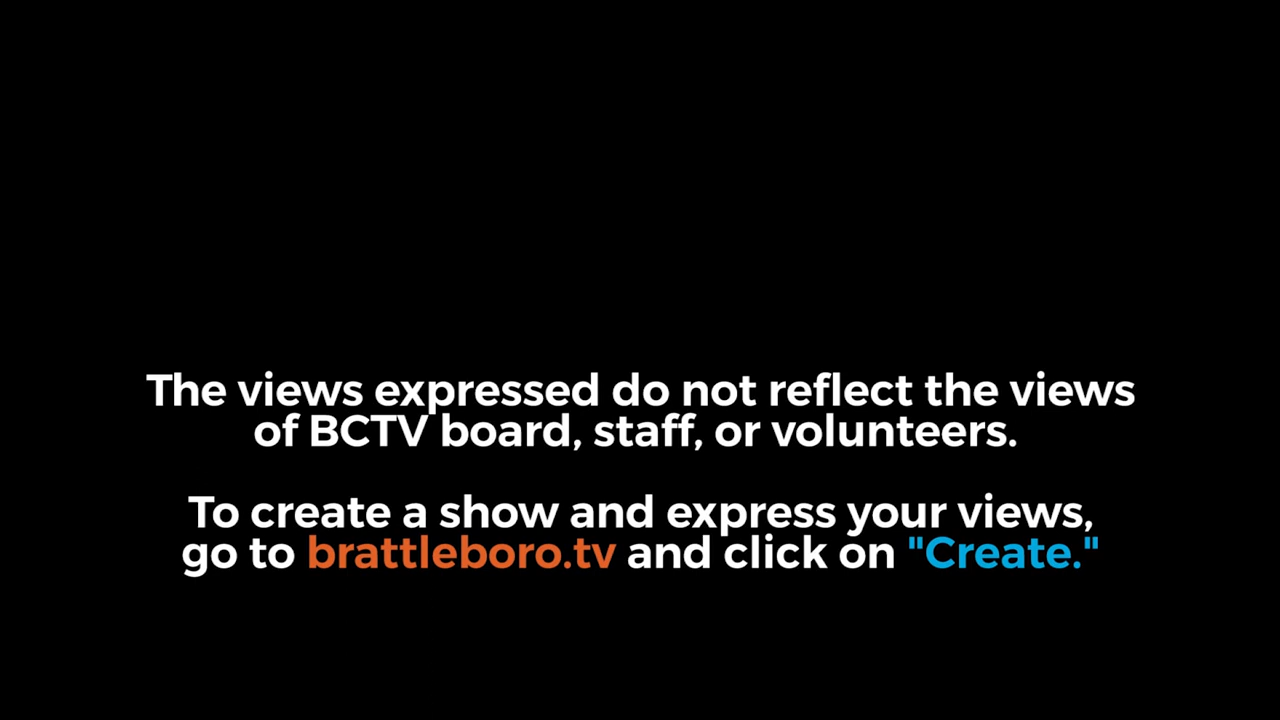 The views expressed do not reflect the views
of BCTV board, staff, or volunteers.
To create a show and express your views,
go to brattleboro.tv and click on "Create."